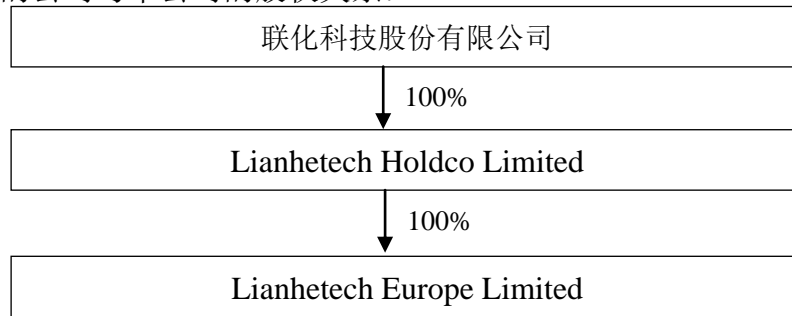 联化科技股份有限公司
100%
Lianhetech Holdco Limited
100%
Lianhetech Europe Limited